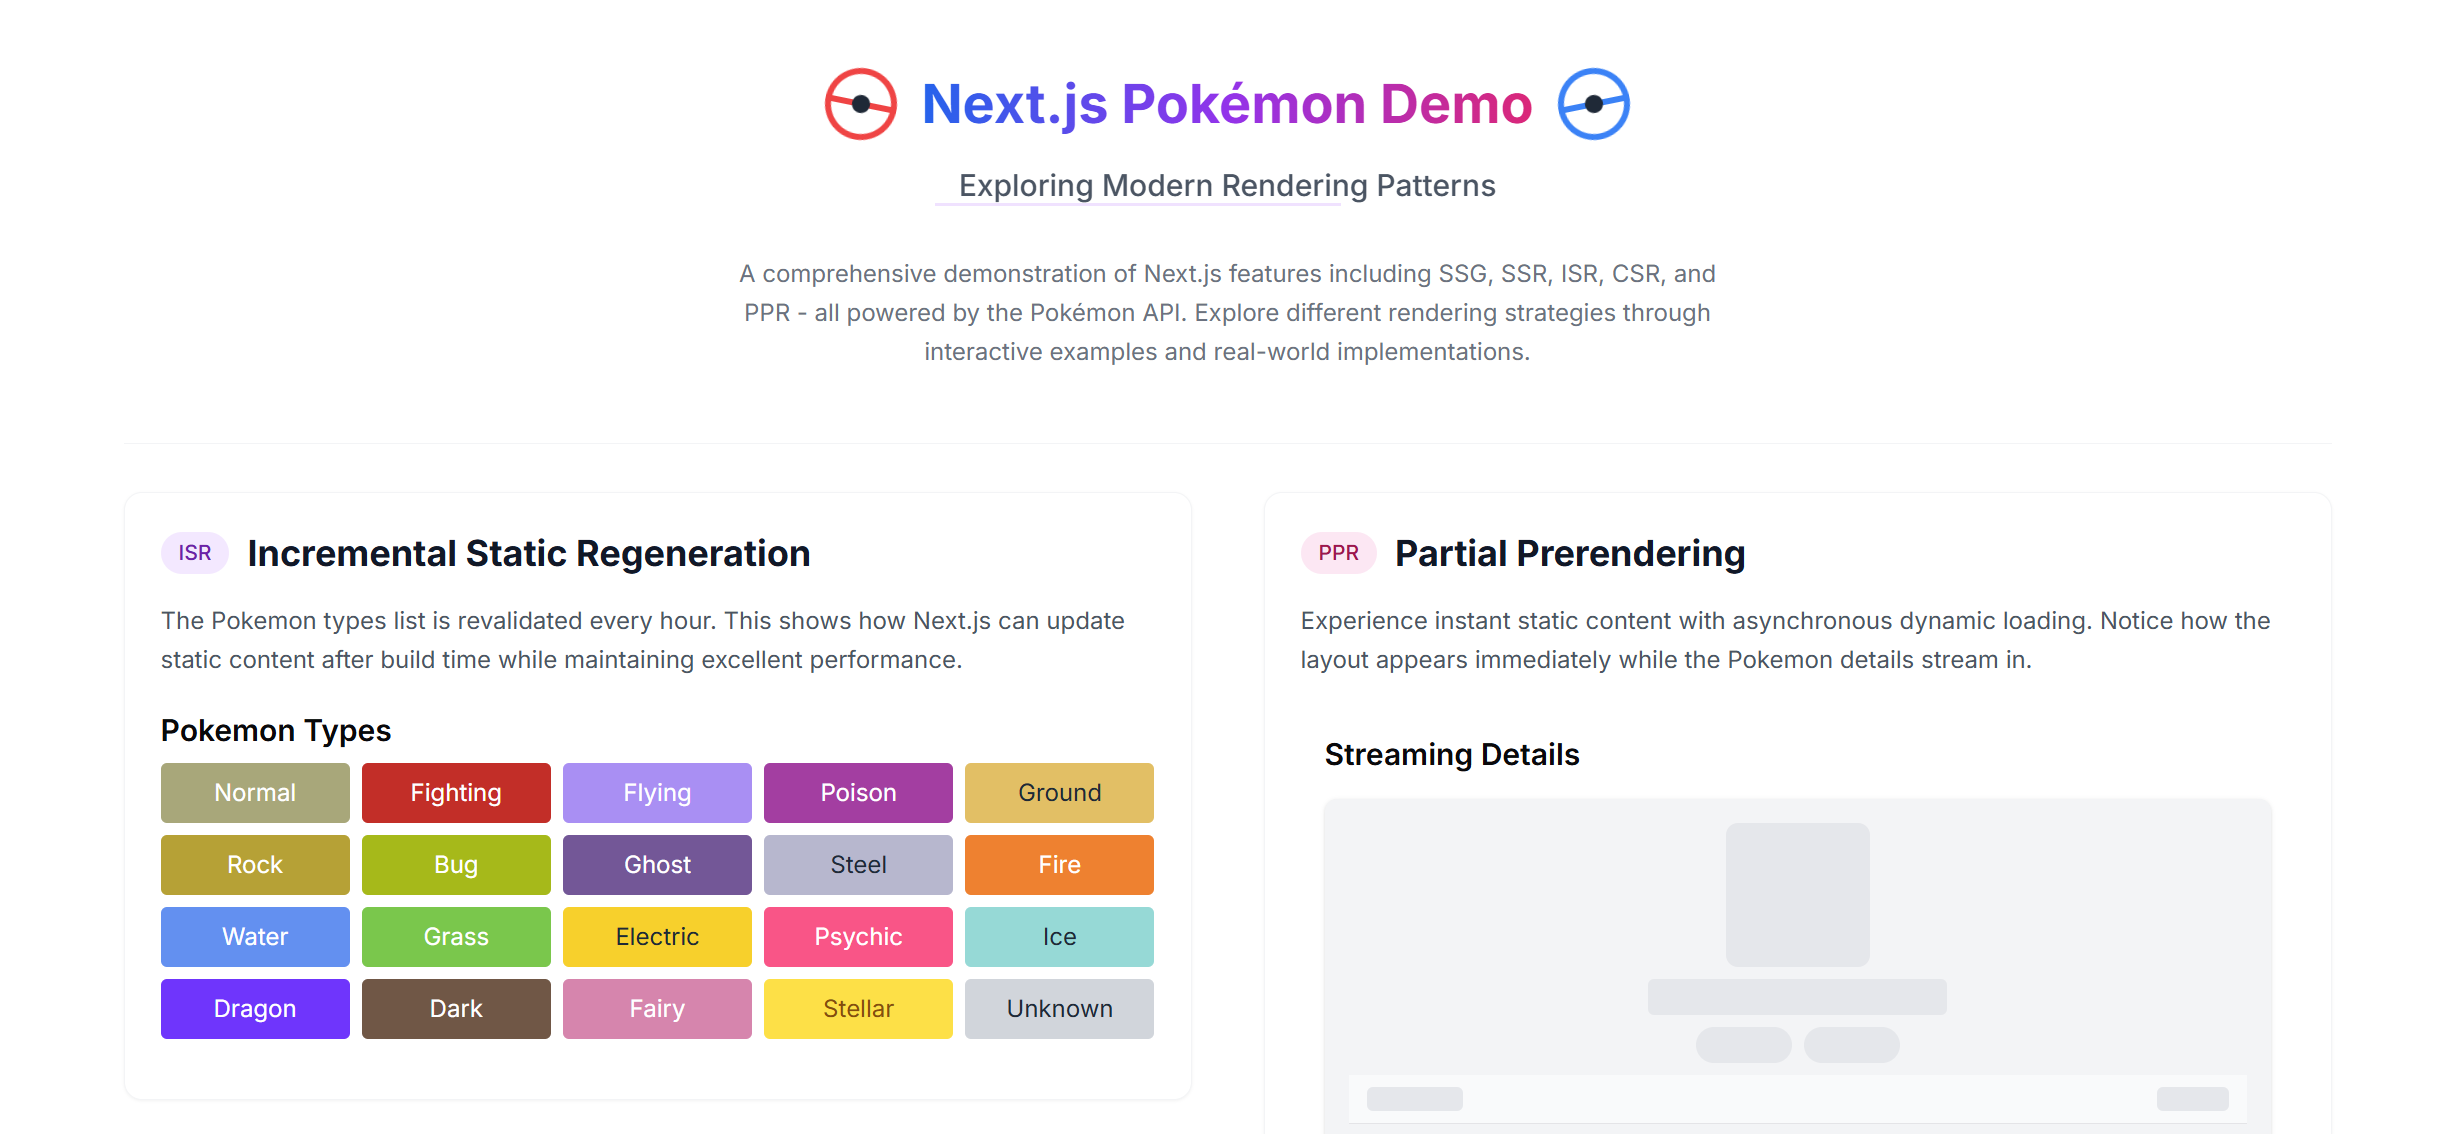 Next.js Pokémon Demo
Exploring Modern Rendering Patterns
A comprehensive demonstration of Next.js features including SSG, SSR, ISR, CSR, and
PPR - all powered by the Pokémon API. Explore different rendering strategies through
interactive examples and real-world implementations.
ISR Incremental Static Regeneration
The Pokemon types list is revalidated every hour. This shows how Next.js can update
static content after build time while maintaining excellent performance.
Pokemon Types
Normal Fighting Flying Poison Ground
Rock Bug Ghost Steel Fire
Water Grass Electric Psychic Ice
Dragon Dark Fairy Stellar Unknown
PPR Partial Prerendering
Experience instant static content with asynchronous dynamic loading. Notice how the
layout appears immediately while the Pokemon details stream in.
Streaming Details